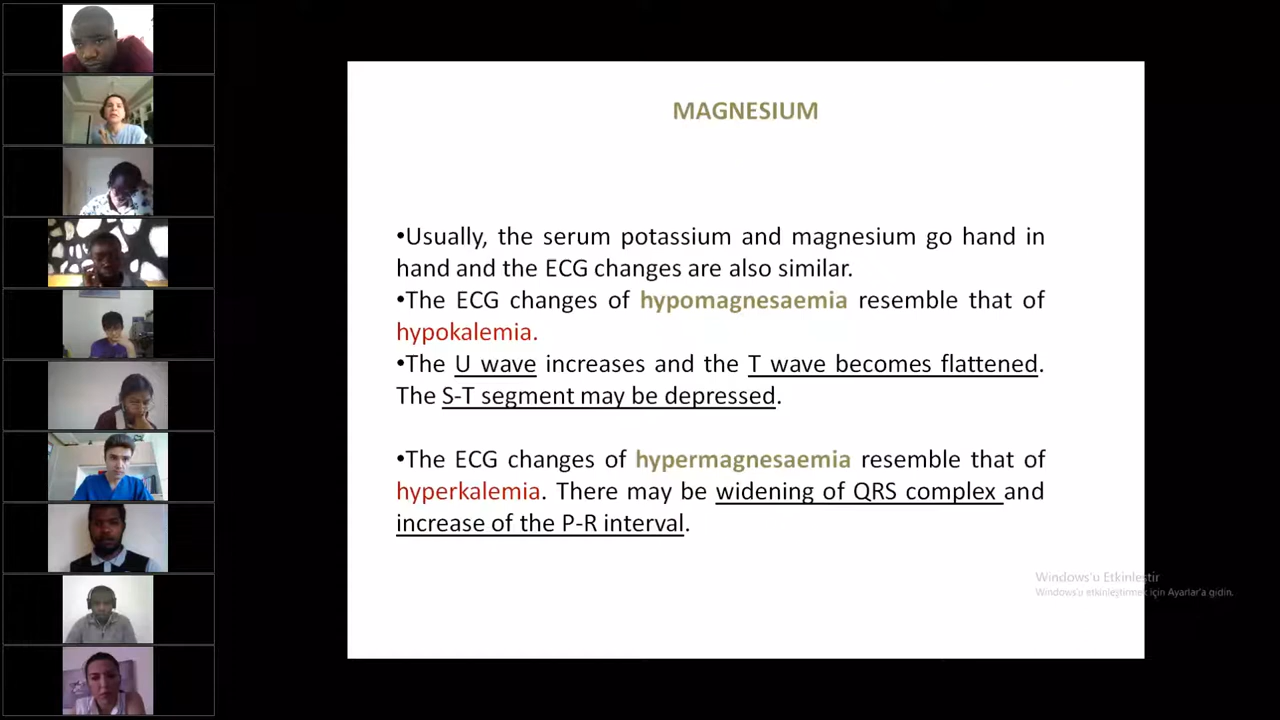 MAGNESIUM
•Usually, the serum potassium and magnesium go hand in
hand and the ECG changes are also similar.
•The ECG changes of hypomagnesaemia resemble that of
hypokalemia.
•The U wave increases and the T wave becomes flattened.
The S-T segment may be depressed.
•The ECG changes of hypermagnesaemia resemble that of
hyperkalemia. There may be widening of QRS complex and
increase of the P-R interval.
Windows'u Etkinleştir
Windows'u etkinleştirmek için Ayarlar'a gidin.